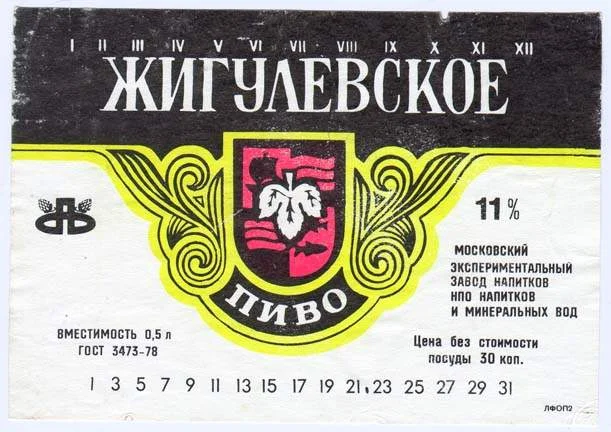 I II III IV V VI VII VIII IX X XI XII
ЖИГУЛЕВСКОЕ
11%
МОСКОВСКИЙ
ЭКСПЕРИМЕНТАЛЬНЫЙ
ЗАВОД НАПИТКОВ
НПО НАПИТКОВ
И МИНЕРАЛЬНЫХ ВОД
ПИВО
ВМЕСТИМОСТЬ 0,5 л
ГОСТ 3473-78
Цена без стоимости
посуды 30 коп.
1 3 5 7 9 11 13 15 17 19 21 23 25 27 29 31
ЛФОП2